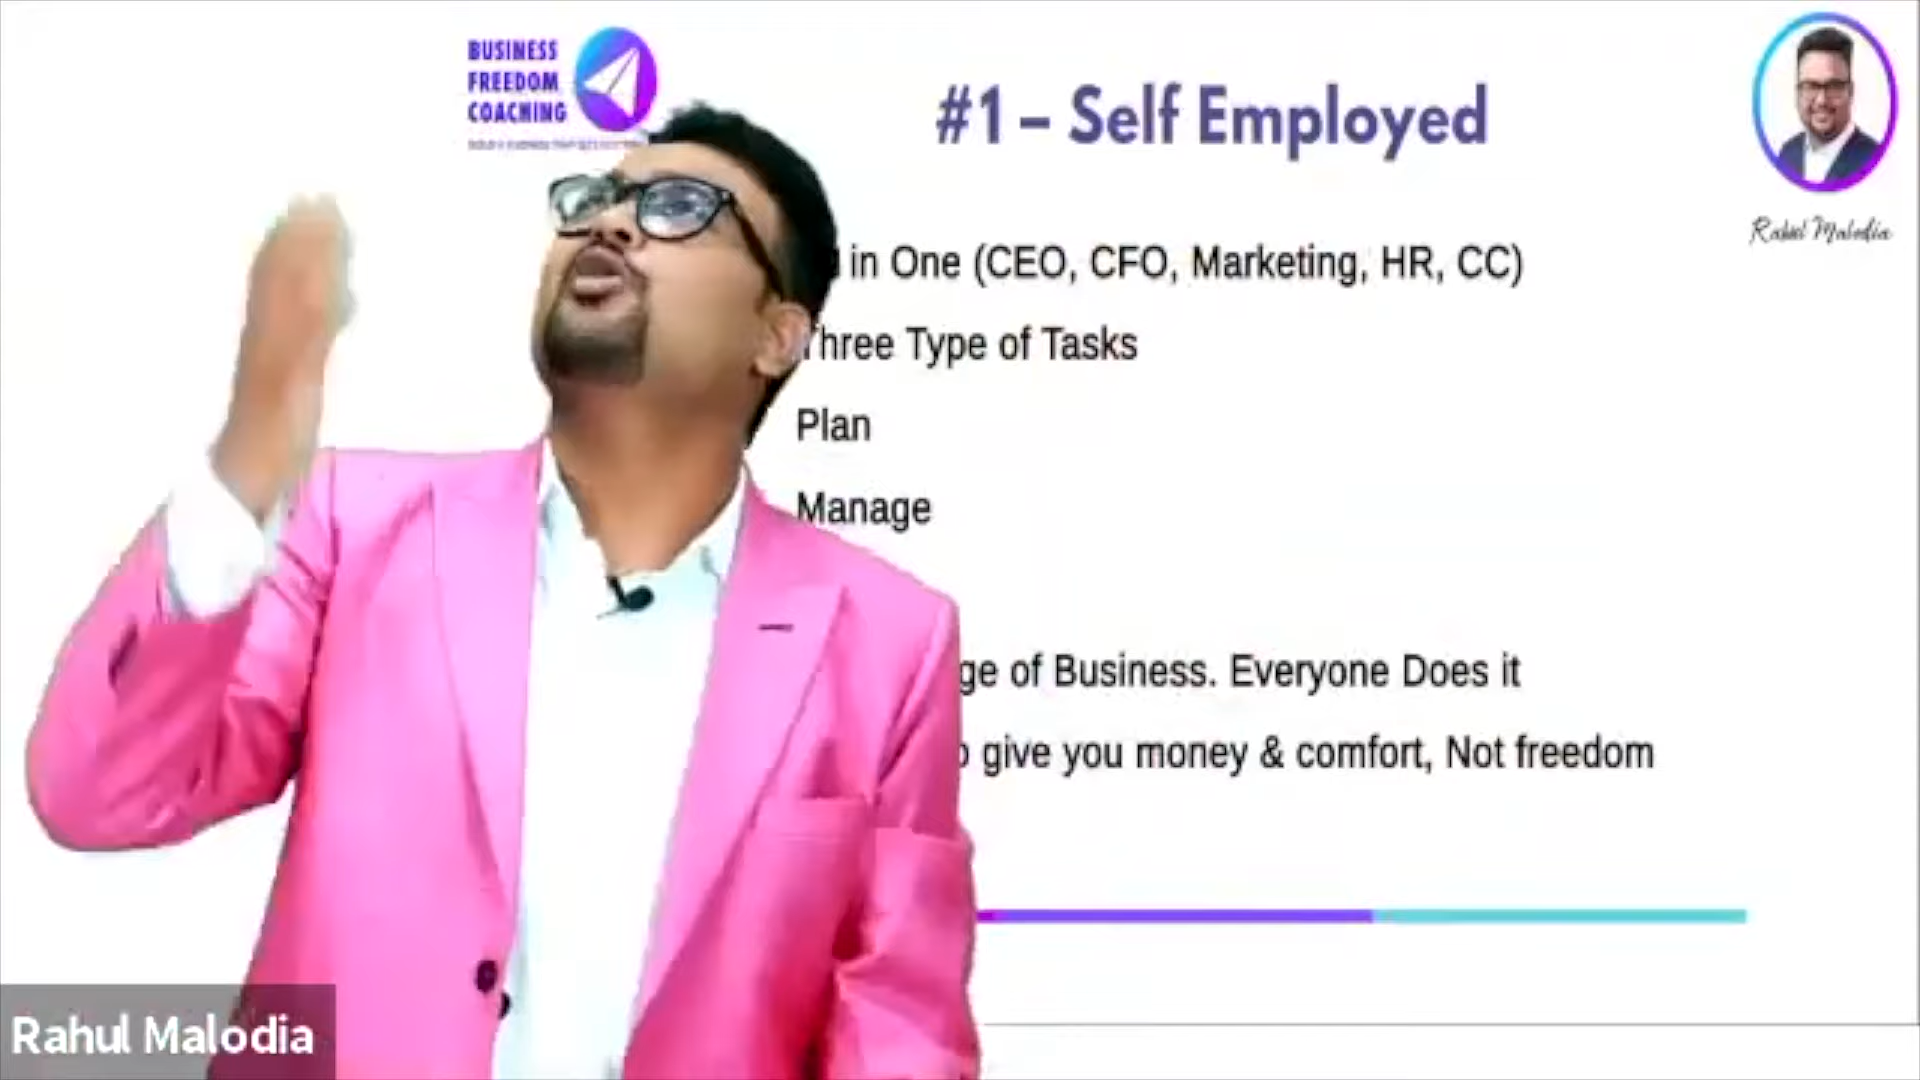 BUSINESS
FREEDOM
COACHING
#1 – Self Employed
Rahul Malodia
in One (CEO, CFO, Marketing, HR, CC)
Three Type of Tasks
Plan
Manage
ge of Business. Everyone Does it
o give you money & comfort, Not freedom
Rahul Malodia